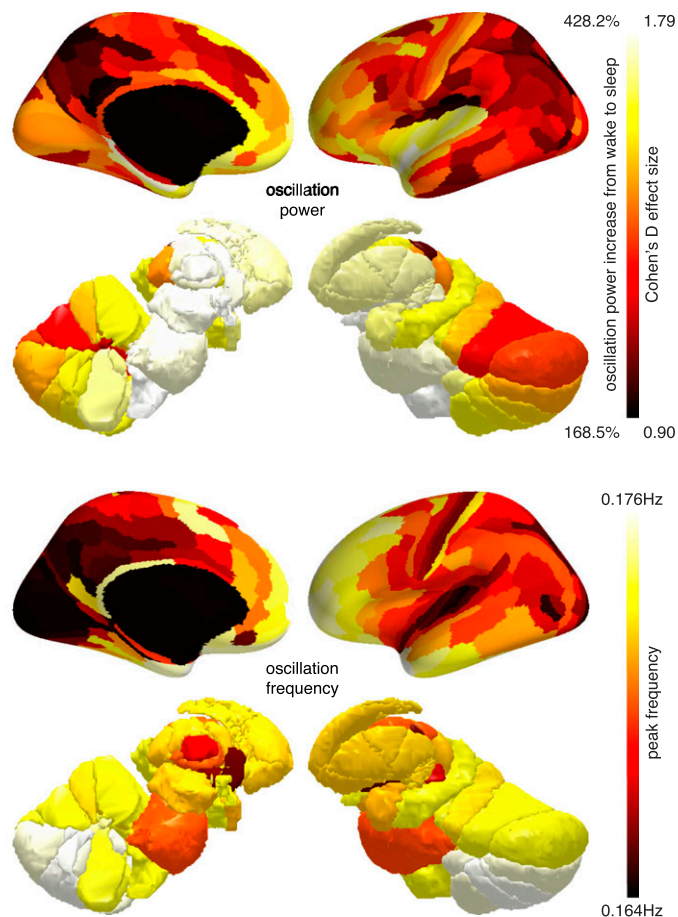 428.2% 1.79
oscillation power increase from wake to sleep
Cohen's D effect size
oscillation
power
168.5% 0.90
0.176Hz
peak frequency
oscillation
frequency
0.164Hz